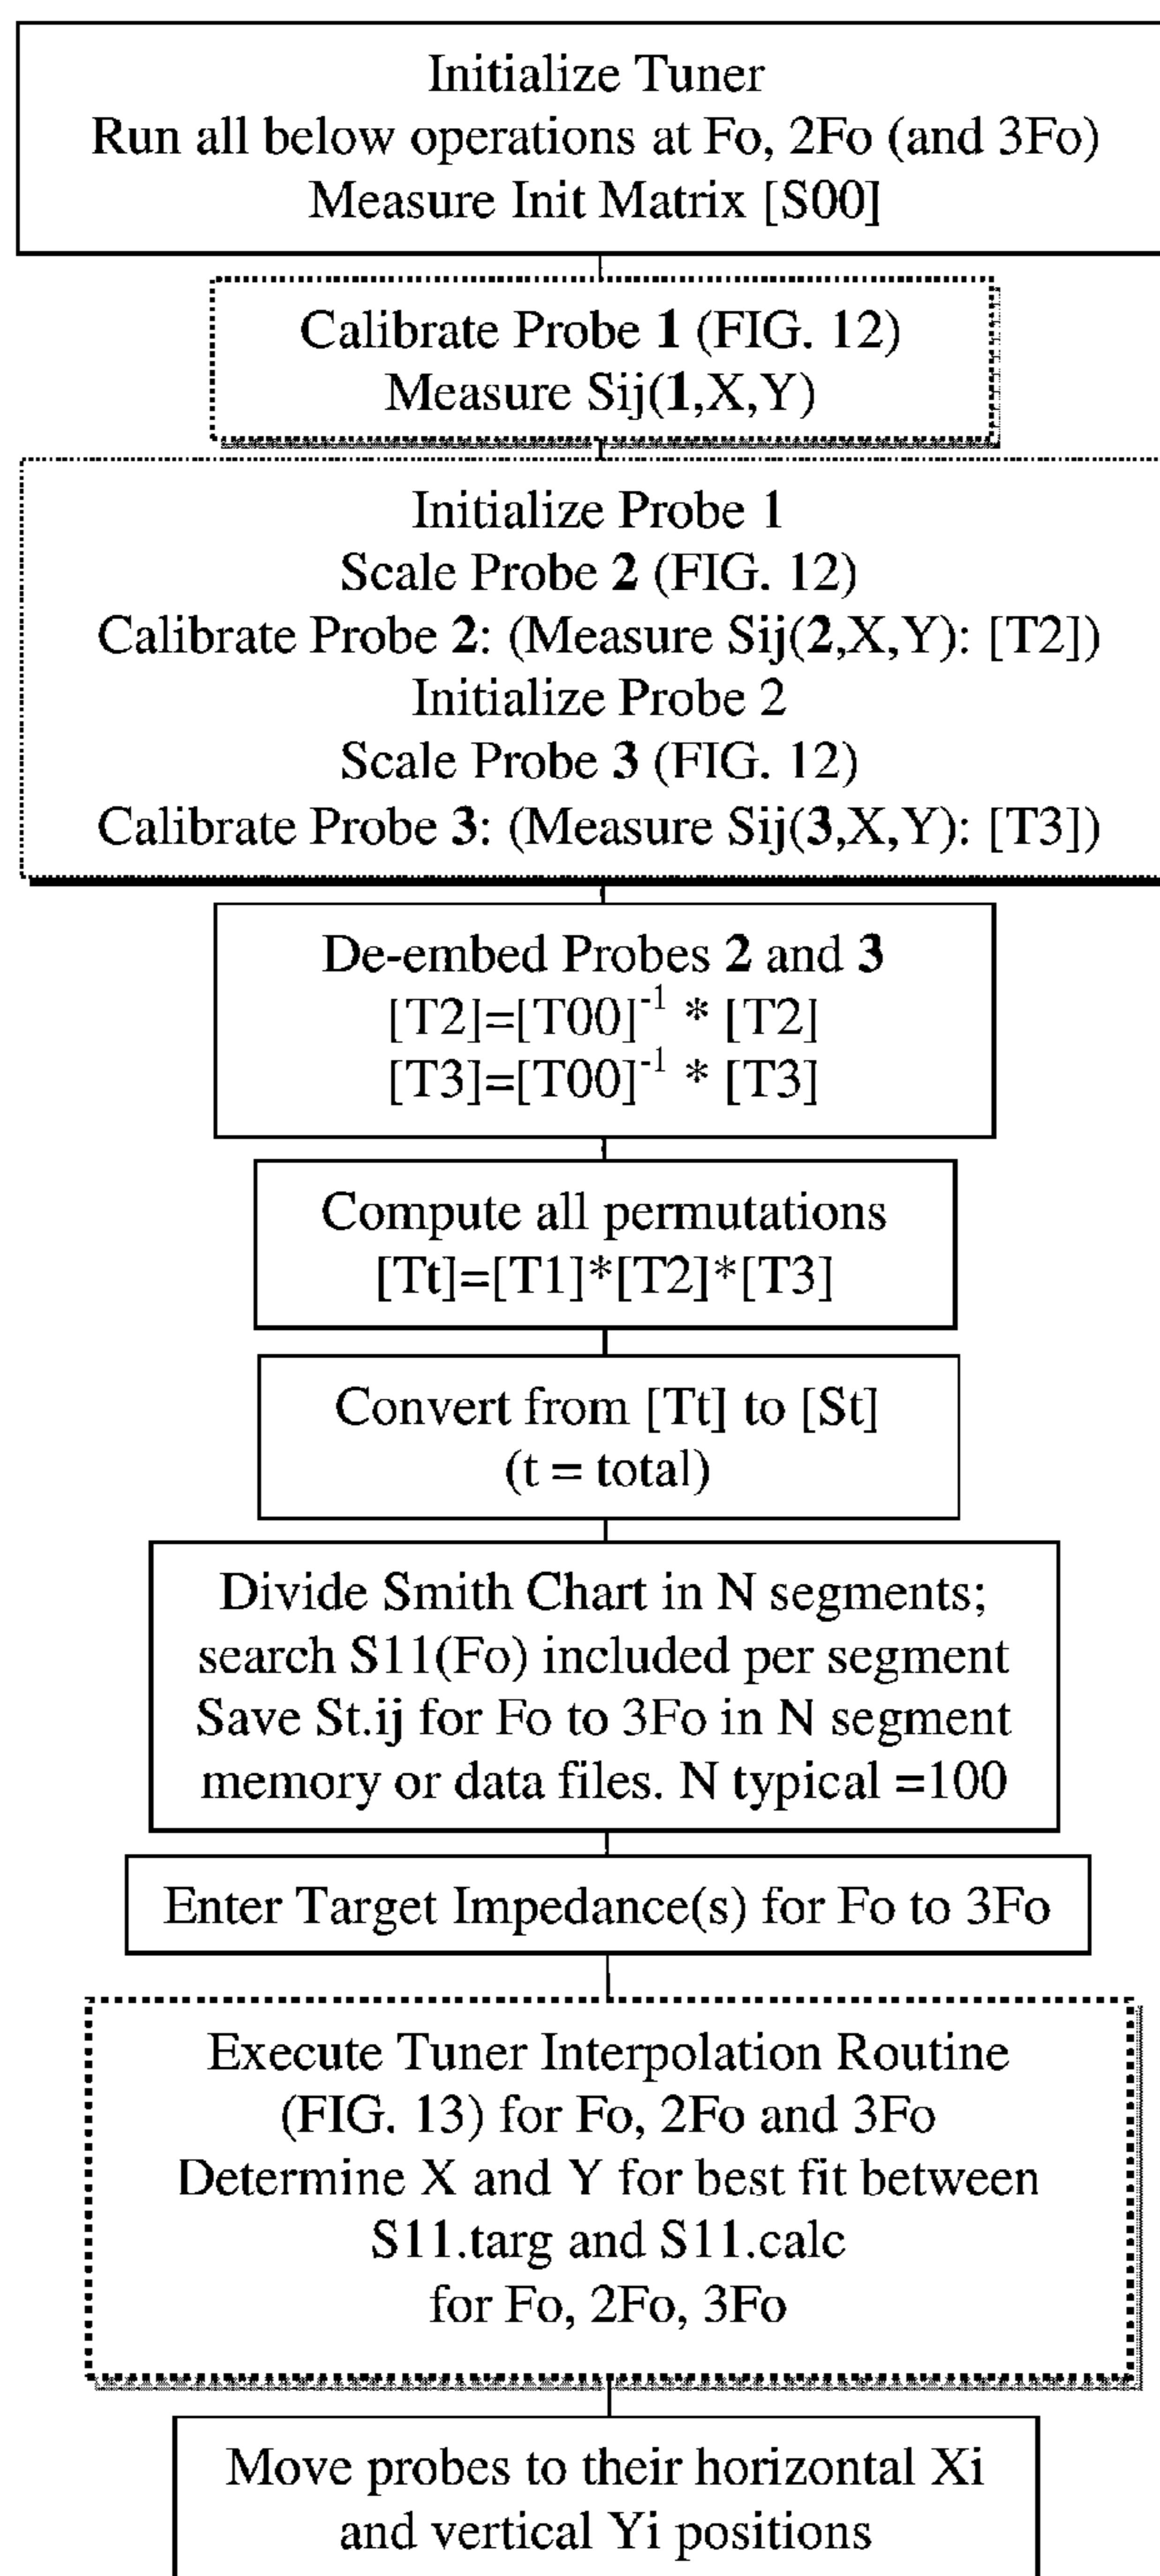 Initialize Tuner
Run all below operations at Fo, 2Fo (and 3Fo)
Measure Init Matrix [S00]
Calibrate Probe 1 (FIG. 12)
Measure Sij(1,X,Y)
Initialize Probe 1
Scale Probe 2 (FIG. 12)
Calibrate Probe 2: (Measure Sij(2,X,Y): [T2])
Initialize Probe 2
Scale Probe 3 (FIG. 12)
Calibrate Probe 3: (Measure Sij(3,X,Y): [T3])
De-embed Probes 2 and 3
[T2]=[T00]⁻¹ * [T2]
[T3]=[T00]⁻¹ * [T3]
Compute all permutations
[Tt]=[T1]*[T2]*[T3]
Convert from [Tt] to [St]
(t = total)
Divide Smith Chart in N segments;
search S11(Fo) included per segment
Save St.ij for Fo to 3Fo in N segment
memory or data files. N typical =100
Enter Target Impedance(s) for Fo to 3Fo
Execute Tuner Interpolation Routine
(FIG. 13) for Fo, 2Fo and 3Fo
Determine X and Y for best fit between
S11.targ and S11.calc
for Fo, 2Fo, 3Fo
Move probes to their horizontal Xi
and vertical Yi positions